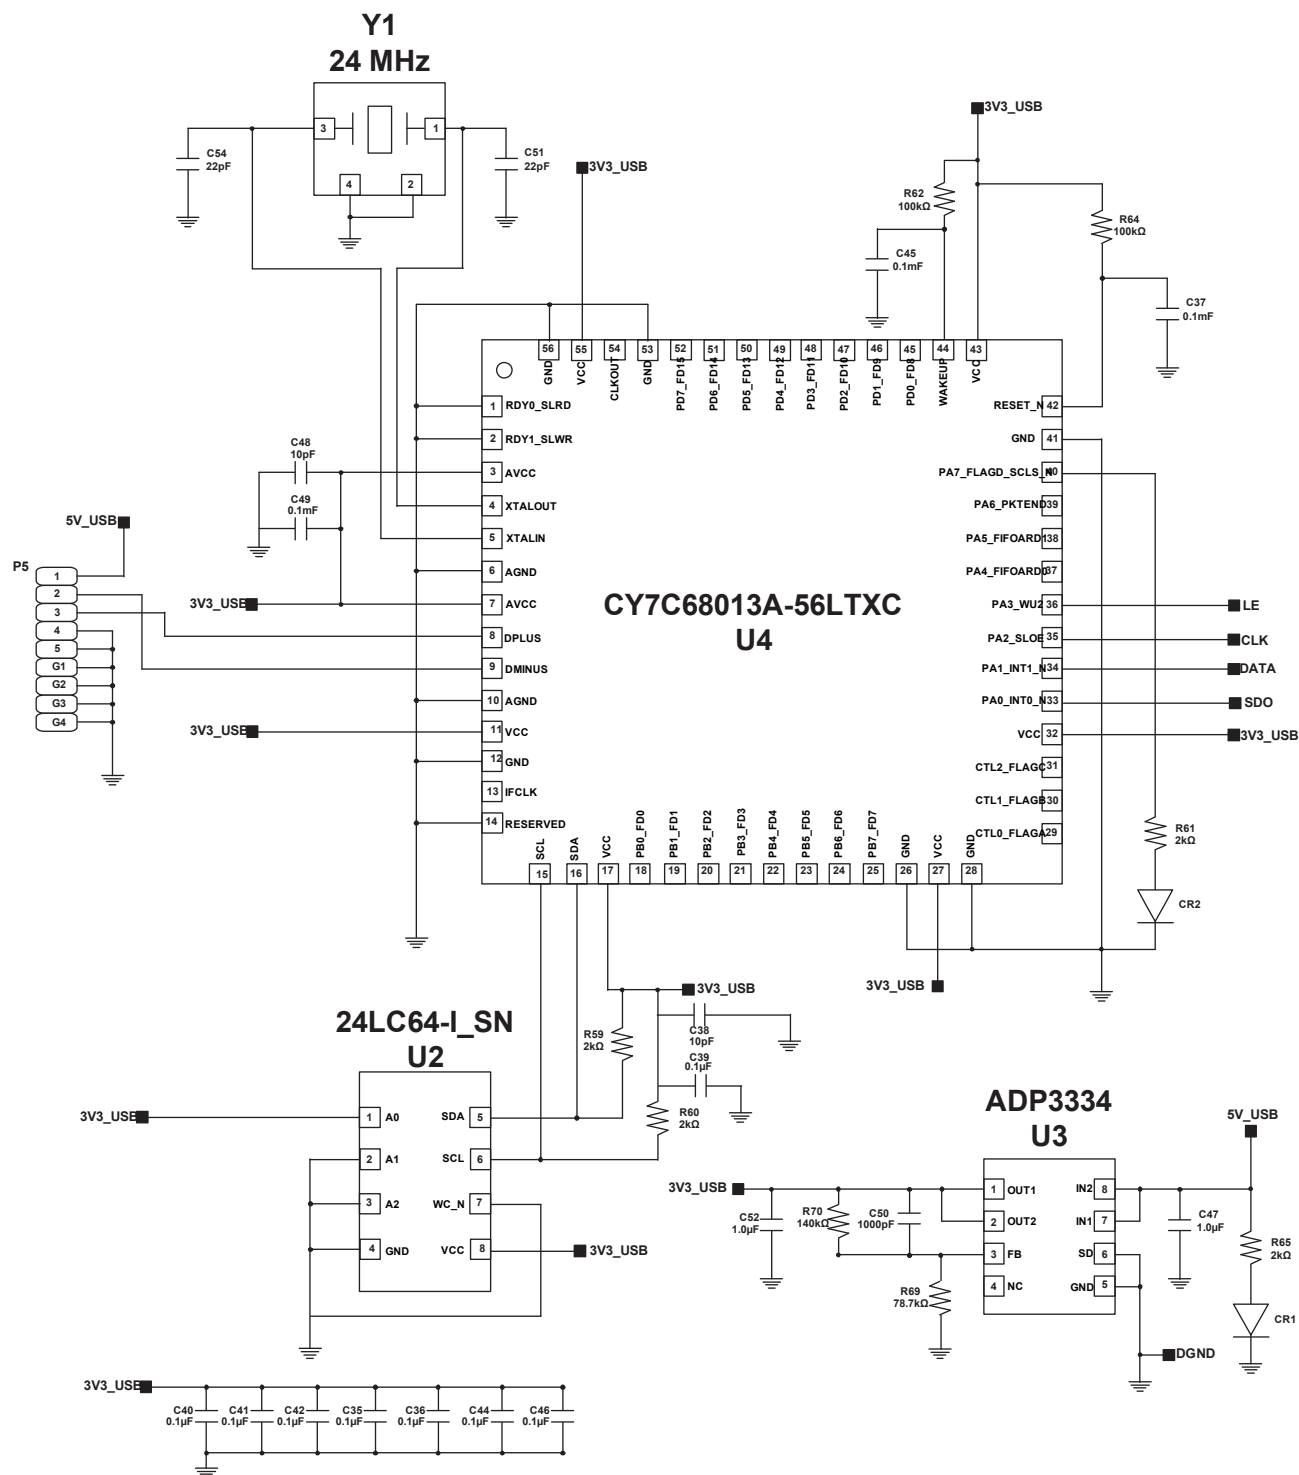 Y1
24 MHz
3
1
4
2
C54
22pF
C51
22pF
3V3_USB
3V3_USB
R62
100kΩ
R64
100kΩ
C45
0.1mF
C37
0.1mF
56
55
54
53
52
51
50
49
48
47
46
45
44
43
GND
VCC
CLKOUT
GND
PD7_FD15
PD6_FD14
PD5_FD13
PD4_FD12
PD3_FD11
PD2_FD10
PD1_FD9
PD0_FD8
WAKEUP
VCC
1 RDY0_SLRD
2 RDY1_SLWR
3 AVCC
4 XTALOUT
5 XTALIN
6 AGND
7 AVCC
8 DPLUS
9 DMINUS
10 AGND
11 VCC
12 GND
13 IFCLK
14 RESERVED
CY7C68013A-56LTXC
U4
RESET_N 42
GND 41
PA7_FLAGD_SCLS_N 40
PA6_PKTEND 39
PA5_FIFOARD1 38
PA4_FIFOARD0 37
PA3_WU2 36
PA2_SLOE 35
PA1_INT1_N 34
PA0_INT0_N 33
VCC 32
CTL2_FLAGC 31
CTL1_FLAGB 30
CTL0_FLAGA 29
LE
CLK
DATA
SDO
3V3_USB
C48
10pF
C49
0.1mF
5V_USB
P5
1
2
3
4
5
G1
G2
G3
G4
3V3_USB
3V3_USB
SCL
SDA
VCC
PB0_FD0
PB1_FD1
PB2_FD2
PB3_FD3
PB4_FD4
PB5_FD5
PB6_FD6
PB7_FD7
GND
VCC
GND
15
16
17
18
19
20
21
22
23
24
25
26
27
28
R61
2kΩ
CR2
3V3_USB
3V3_USB
R59
2kΩ
C38
10pF
C39
0.1µF
R60
2kΩ
24LC64-I_SN
U2
3V3_USB
1 A0
2 A1
3 A2
4 GND
SDA 5
SCL 6
WC_N 7
VCC 8
3V3_USB
ADP3334
U3
5V_USB
3V3_USB
C52
1.0µF
R70
140kΩ
C50
1000pF
R69
78.7kΩ
1 OUT1
2 OUT2
3 FB
4 NC
IN2 8
IN1 7
SD 6
GND 5
C47
1.0µF
R65
2kΩ
CR1
DGND
3V3_USB
C40
0.1µF
C41
0.1µF
C42
0.1µF
C35
0.1µF
C36
0.1µF
C44
0.1µF
C46
0.1µF